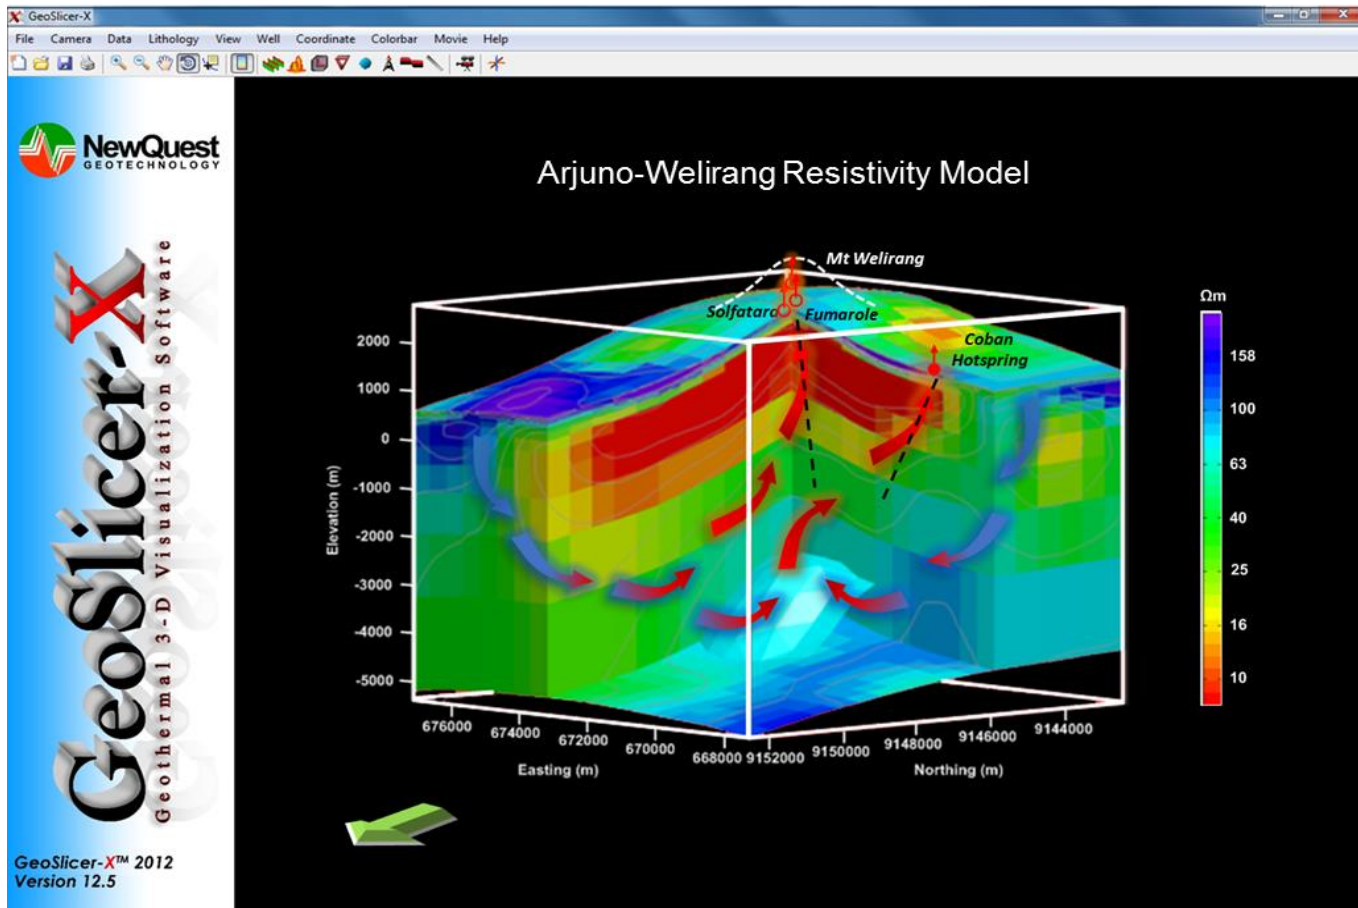 GeoSlicer-X
File Camera Data Lithology View Well Coordinate Colorbar Movie Help
NewQuest
GEOTECHNOLOGY
GeoSlicer-X
Geothermal 3-D Visualization Software
GeoSlicer-X™ 2012
Version 12.5
Arjuno-Welirang Resistivity Model
Mt Welirang
Solfatara
Fumarole
Coban
Hotspring
Ωm
158
100
63
40
25
16
10
Elevation (m)
2000
1000
0
-1000
-2000
-3000
-4000
-5000
676000
674000
672000
670000
668000
Easting (m)
9152000
9150000
9148000
9146000
9144000
Northing (m)